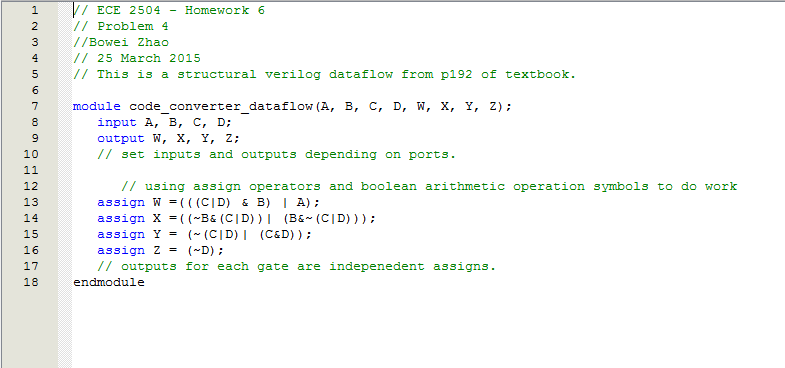 1 // ECE 2504 - Homework 6
2 // Problem 4
3 //Bowei Zhao
4 // 25 March 2015
5 // This is a structural verilog dataflow from p192 of textbook.
6
7 module code_converter_dataflow(A, B, C, D, W, X, Y, Z);
8 input A, B, C, D;
9 output W, X, Y, Z;
10 // set inputs and outputs depending on ports.
11
12 // using assign operators and boolean arithmetic operation symbols to do work
13 assign W =(((C|D) & B) | A);
14 assign X =((~B&(C|D))| (B&~(C|D)));
15 assign Y = (~(C|D)| (C&D));
16 assign Z = (~D);
17 // outputs for each gate are indepenedent assigns.
18 endmodule